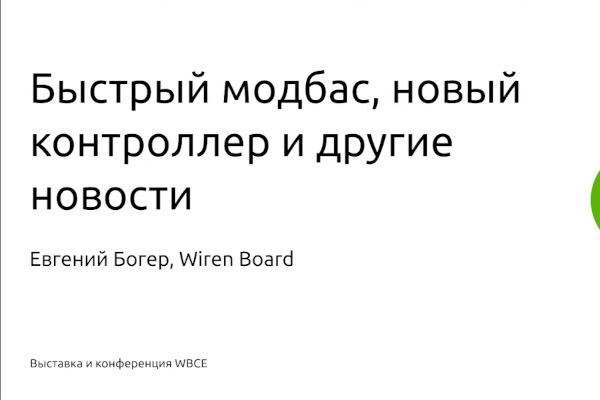 Быстрый модбас, новый
контроллер и другие
новости
Евгений Богер, Wiren Board
Выставка и конференция WBCE